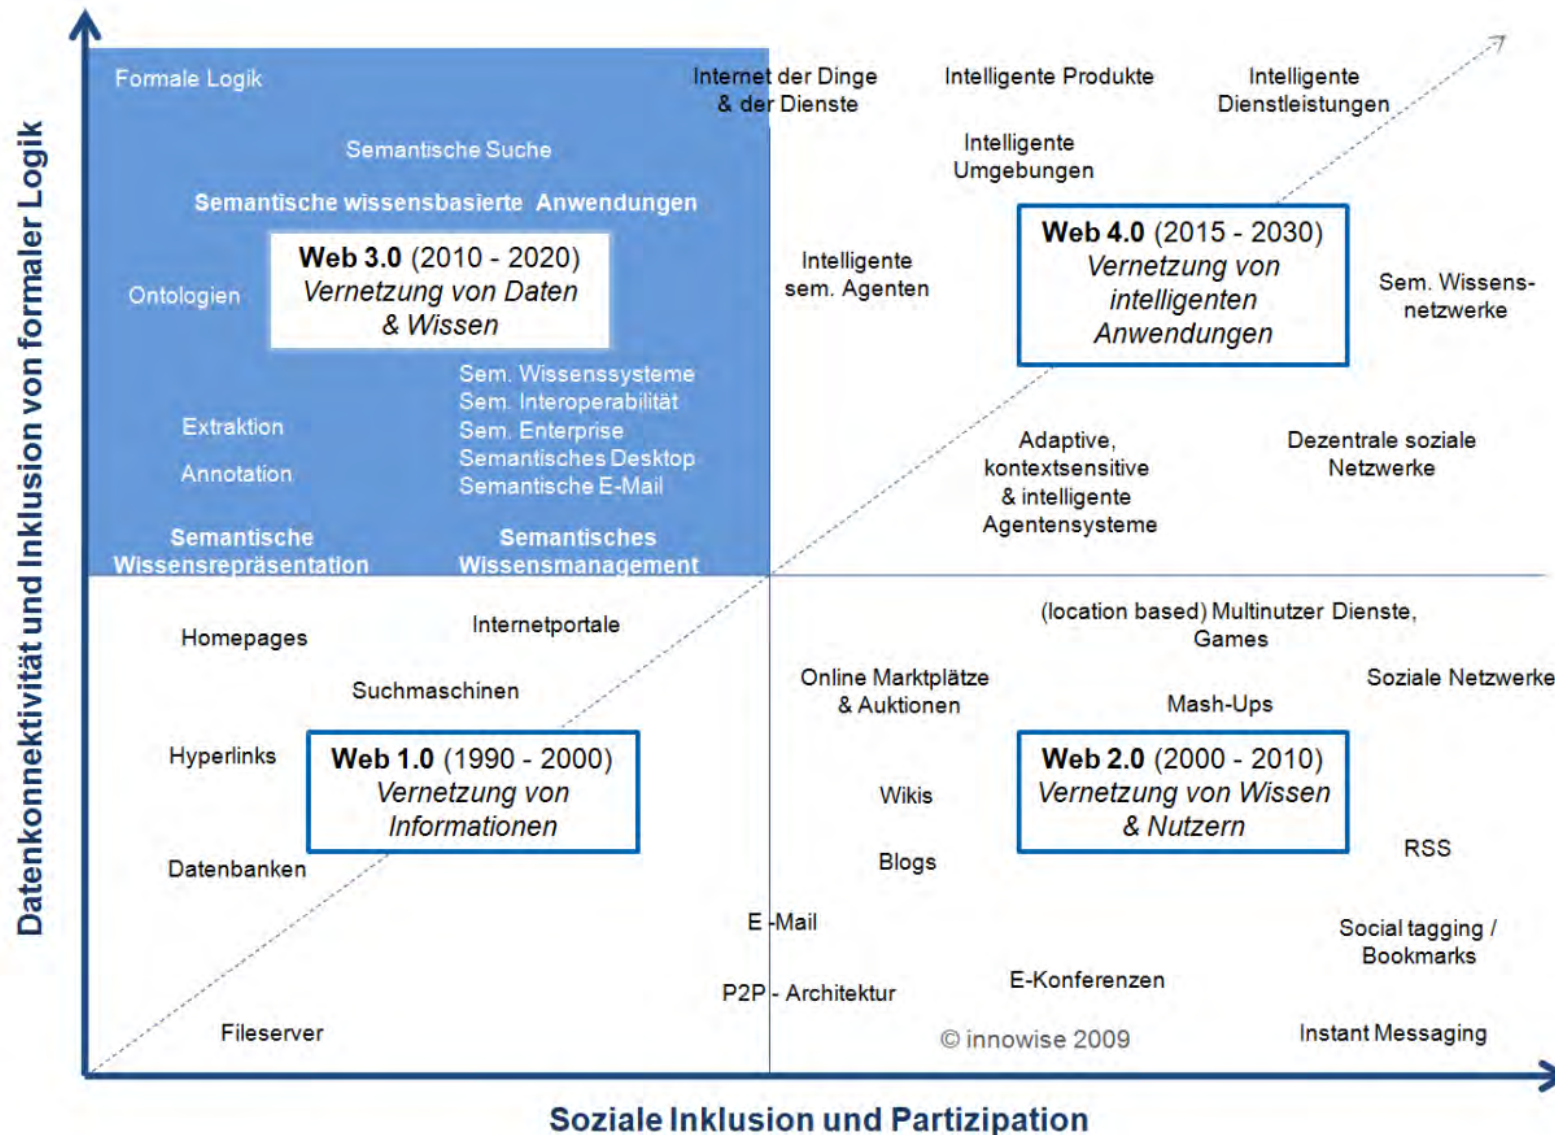 Datenkonnektivität und Inklusion von formaler Logik
Formale Logik
Semantische Suche
Semantische wissensbasierte Anwendungen
Web 3.0 (2010 - 2020)
Vernetzung von Daten
& Wissen
Ontologien
Sem. Wissenssysteme
Sem. Interoperabilität
Sem. Enterprise
Semantisches Desktop
Semantische E-Mail
Extraktion
Annotation
Semantische
Wissensrepräsentation
Semantisches
Wissensmanagement
Internet der Dinge
& der Dienste
Intelligente Produkte
Intelligente
Dienstleistungen
Intelligente
Umgebungen
Web 4.0 (2015 - 2030)
Vernetzung von
intelligenten
Anwendungen
Intelligente
sem. Agenten
Sem. Wissens-
netzwerke
Adaptive,
kontextsensitive
& intelligente
Agentensysteme
Dezentrale soziale
Netzwerke
Homepages
Internetportale
Suchmaschinen
Hyperlinks
Web 1.0 (1990 - 2000)
Vernetzung von
Informationen
Datenbanken
Fileserver
E -Mail
P2P - Architektur
(location based) Multinutzer Dienste,
Games
Online Marktplätze
& Auktionen
Soziale Netzwerke
Mash-Ups
Web 2.0 (2000 - 2010)
Vernetzung von Wissen
& Nutzern
Wikis
Blogs
RSS
Social tagging /
Bookmarks
E-Konferenzen
Instant Messaging
© innowise 2009
Soziale Inklusion und Partizipation